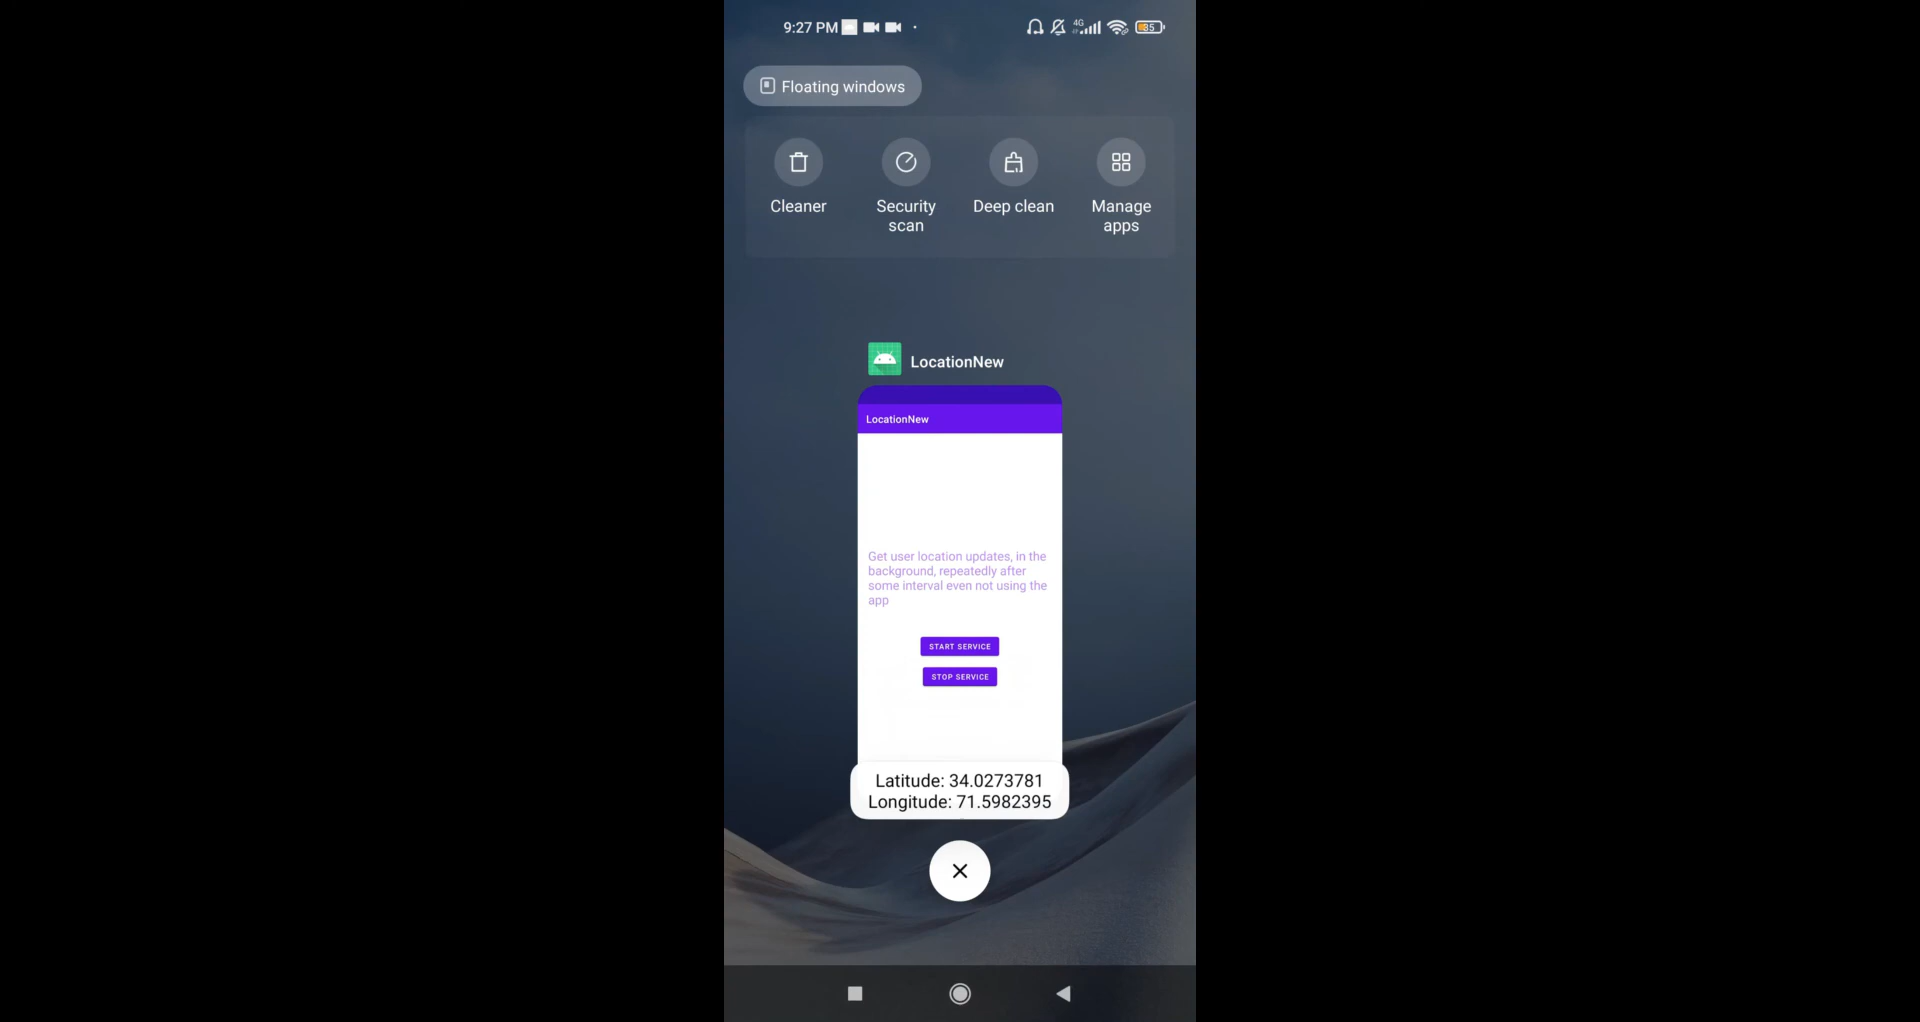 9:27 PM
4G
35
Floating windows
Cleaner
Security
scan
Deep clean
Manage
apps
LocationNew
LocationNew
Get user location updates, in the
background, repeatedly after
some interval even not using the
app
START SERVICE
STOP SERVICE
Latitude: 34.0273781
Longitude: 71.5982395